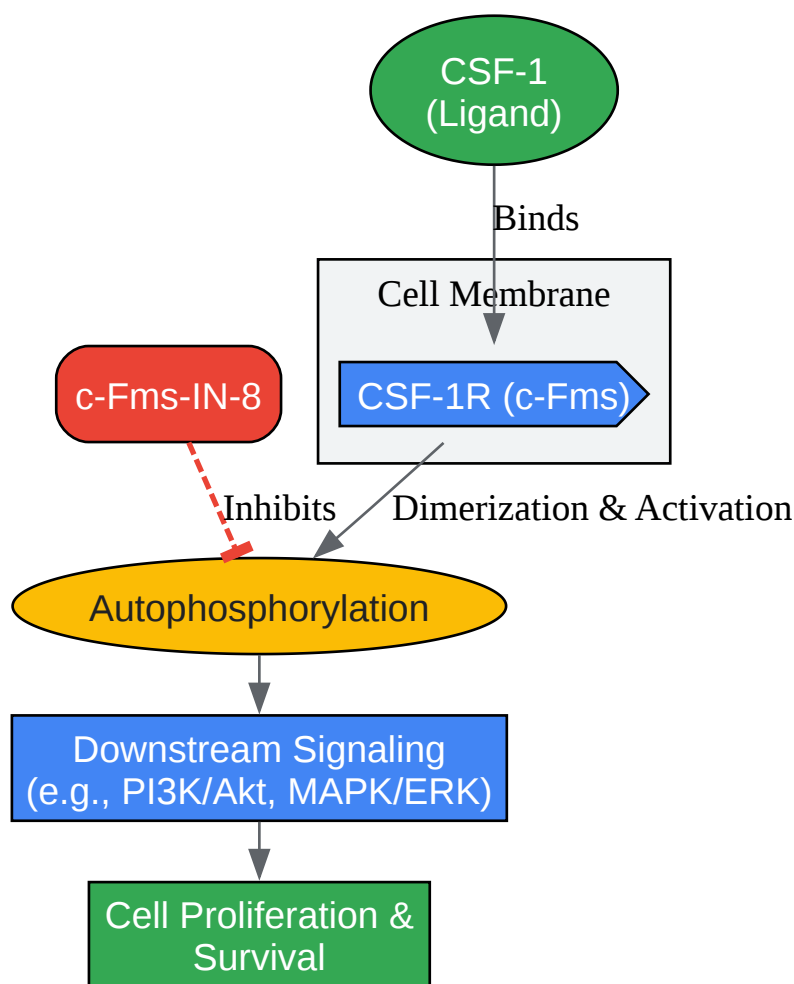 CSF-1
(Ligand)
Binds
Cell Membrane
c-Fms-IN-8
CSF-1R (c-Fms)
Inhibits
Dimerization & Activation
Autophosphorylation
Downstream Signaling
(e.g., PI3K/Akt, MAPK/ERK)
Cell Proliferation &
Survival